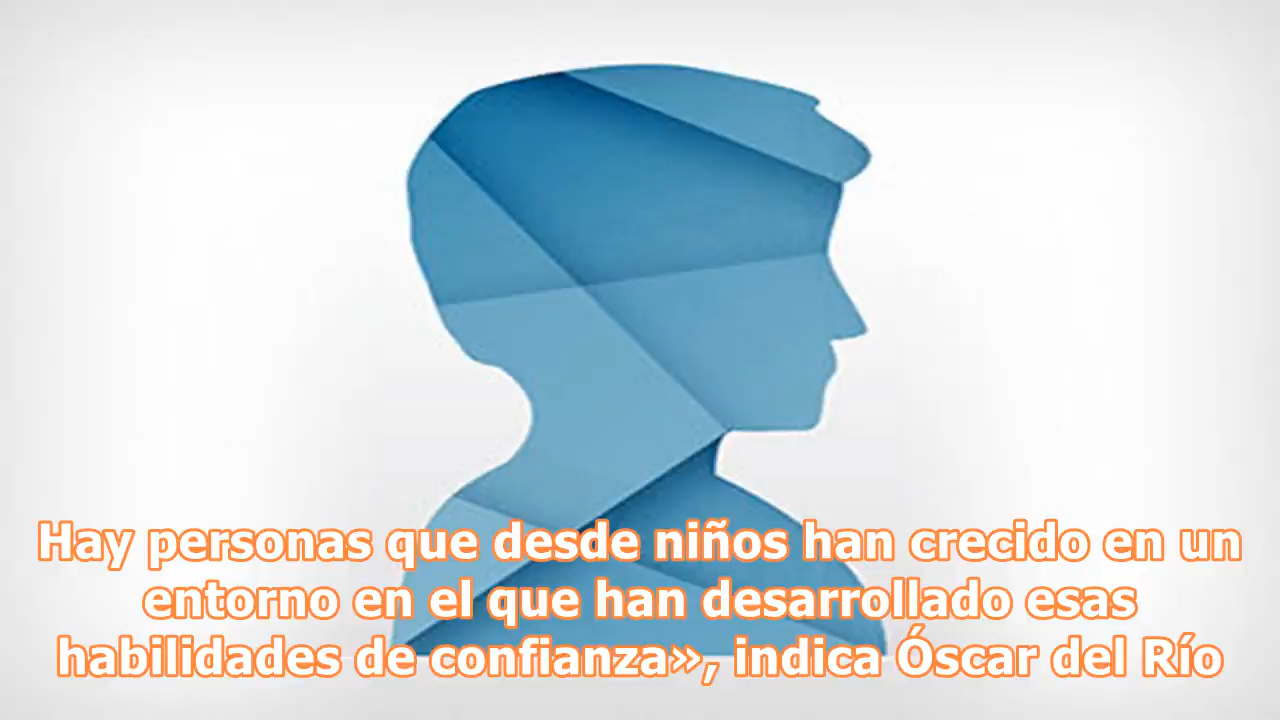 Hay personas que desde niños han crecido en un
entorno en el que han desarrollado esas
habilidades de confianza», indica Óscar del Río